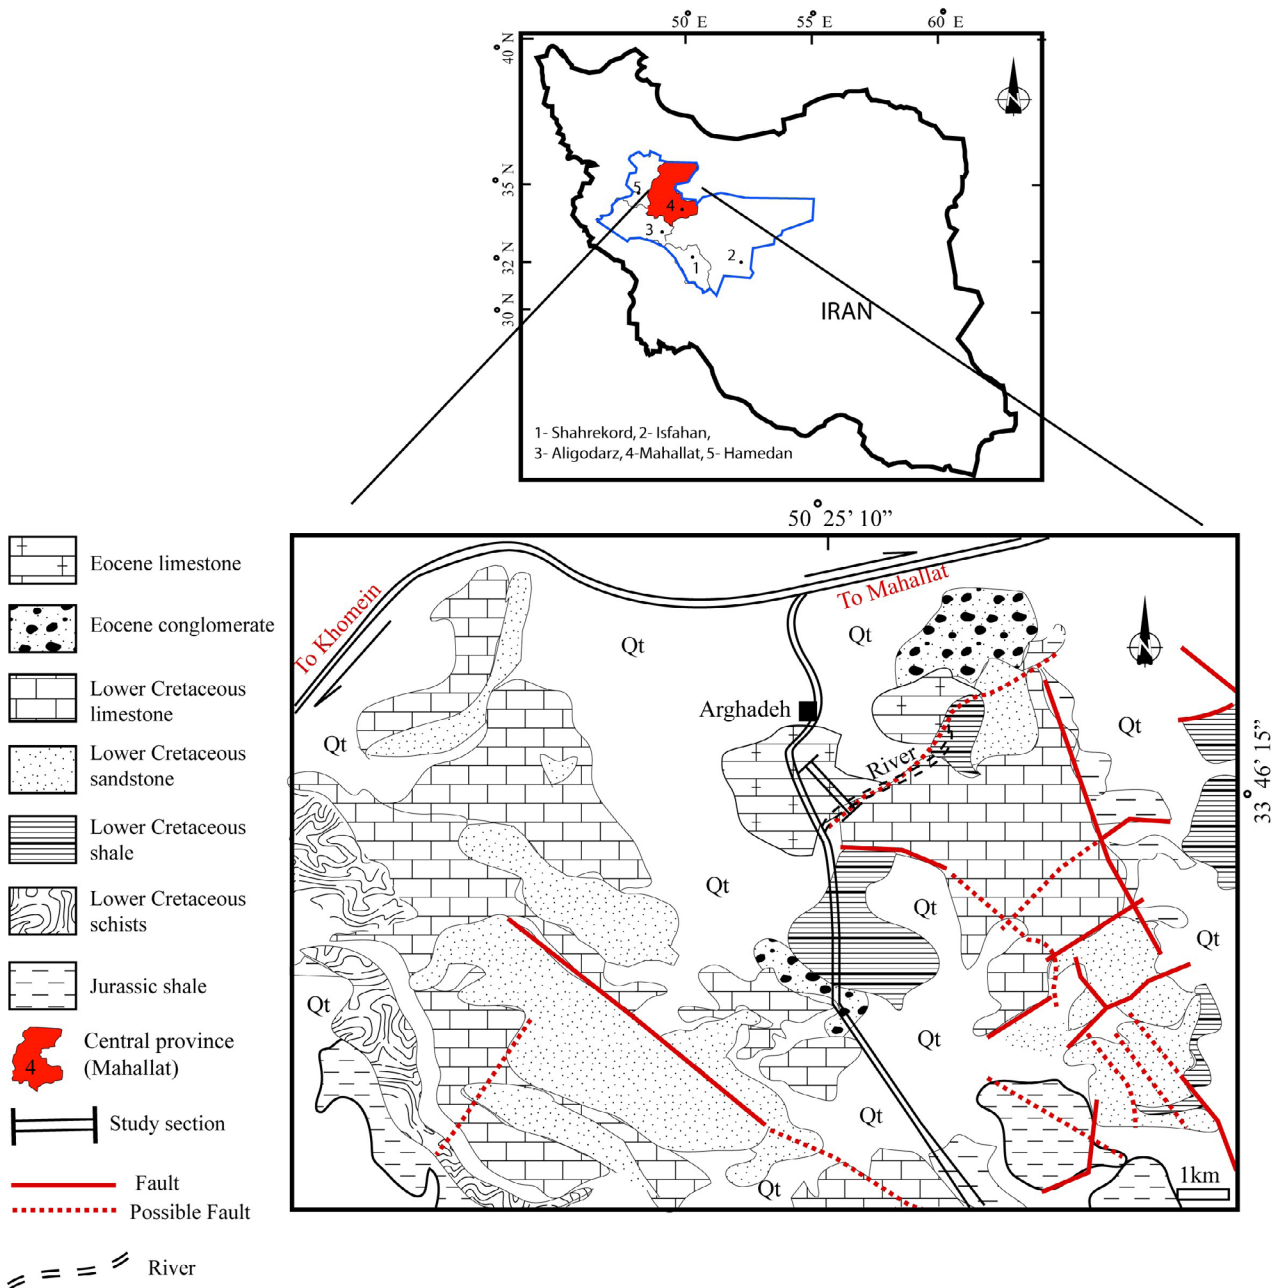 50° E
55° E
60° E
40° N
35° N
32° N
30° N
N
5
4
3
2
1
IRAN
1- Shahrekord, 2- Isfahan,
3- Aligodarz, 4-Mahallat, 5- Hamedan
50° 25' 10”
33° 46' 15”
To Khomein
To Mahallat
N
Qt
Qt
Qt
Qt
Arghadeh
River
Qt
Qt
Qt
Qt
Qt
Qt
Qt
1km
Eocene limestone
Eocene conglomerate
Lower Cretaceous
limestone
Lower Cretaceous
sandstone
Lower Cretaceous
shale
Lower Cretaceous
schists
Jurassic shale
4
Central province
(Mahallat)
Study section
Fault
Possible Fault
River